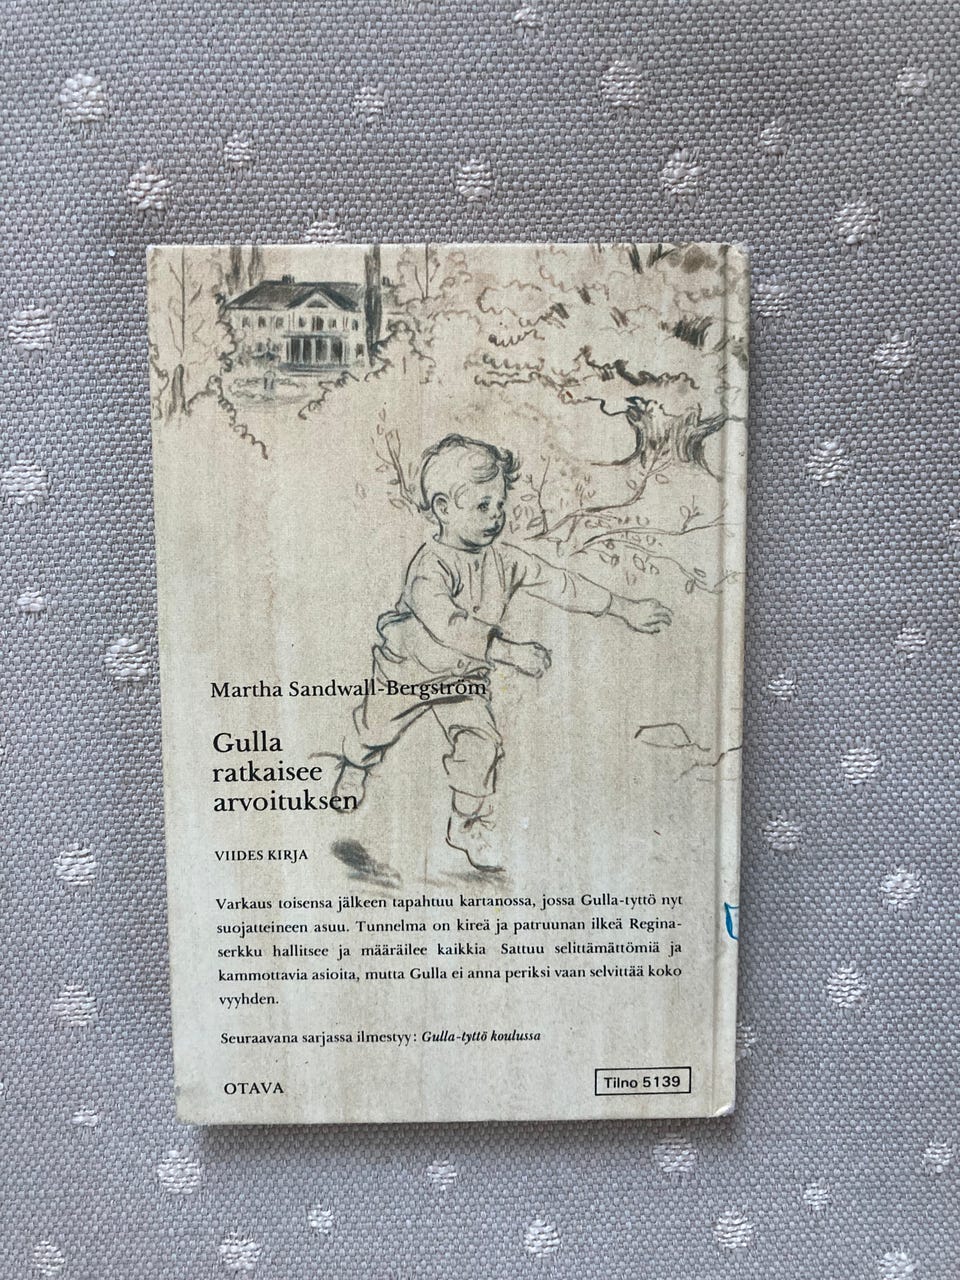 Martha Sandwall-Bergström
Gulla
ratkaisee
arvoituksen
VIIDES KIRJA
Varkaus toisensa jälkeen tapahtuu kartanossa, jossa Gulla-tyttö nyt
suojatteineen asuu. Tunnelma on kireä ja patruunan ilkeä Regina-
serkku hallitsee ja määräilee kaikkia Sattuu selittämättömiä ja
kammottavia asioita, mutta Gulla ei anna periksi vaan selvittää koko
vyyhden.
Seuraavana sarjassa ilmestyy: Gulla-tyttö koulussa
OTAVA
Tilno 5139